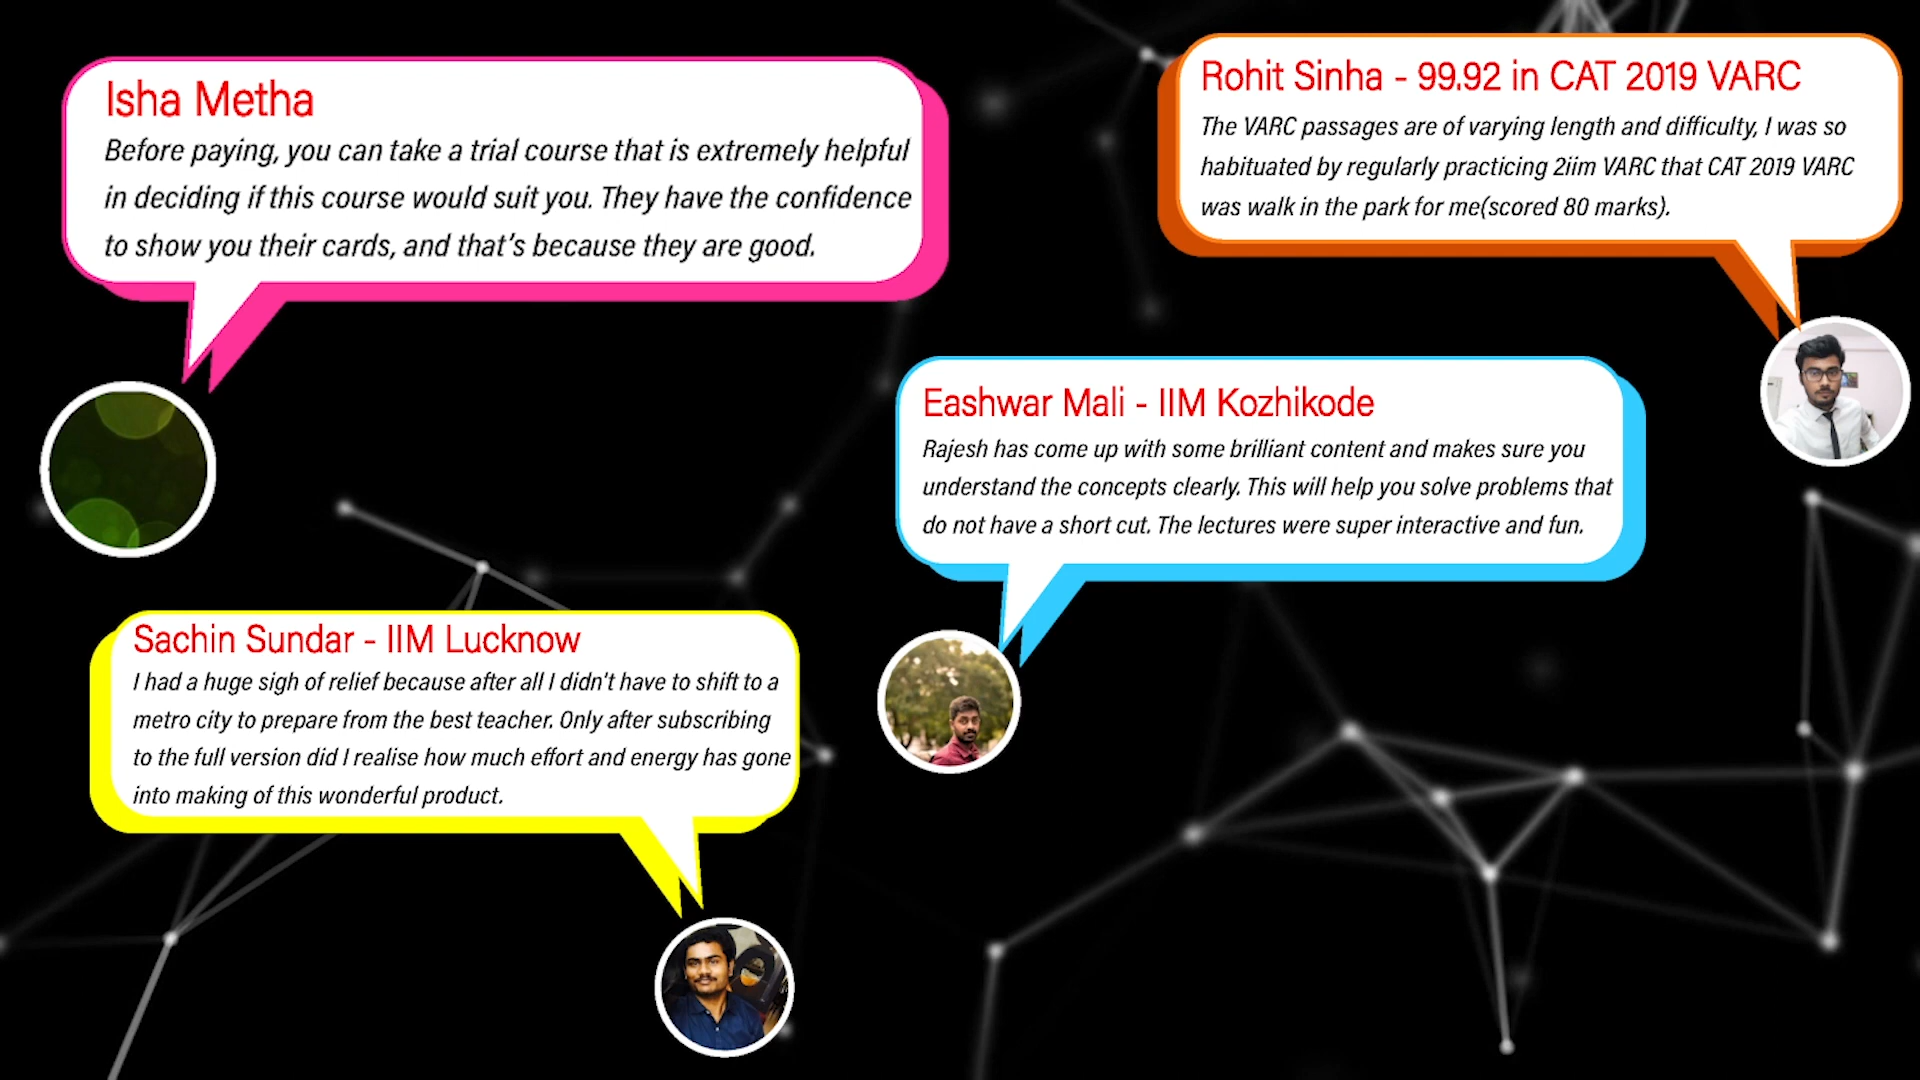 Isha Metha
Before paying, you can take a trial course that is extremely helpful
in deciding if this course would suit you. They have the confidence
to show you their cards, and that's because they are good.
Rohit Sinha - 99.92 in CAT 2019 VARC
The VARC passages are of varying length and difficulty, I was so
habituated by regularly practicing 2iim VARC that CAT 2019 VARC
was walk in the park for me(scored 80 marks).
Eashwar Mali - IIM Kozhikode
Rajesh has come up with some brilliant content and makes sure you
understand the concepts clearly. This will help you solve problems that
do not have a short cut. The lectures were super interactive and fun.
Sachin Sundar - IIM Lucknow
I had a huge sigh of relief because after all I didn't have to shift to a
metro city to prepare from the best teacher. Only after subscribing
to the full version did I realise how much effort and energy has gone
into making of this wonderful product.